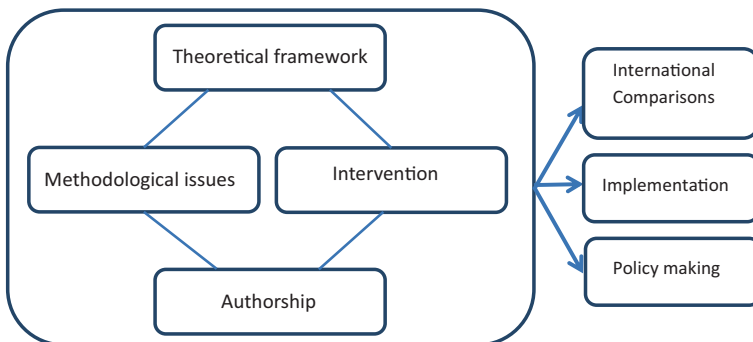 Theoretical framework
Methodological issues
Intervention
Authorship
International
Comparisons
Implementation
Policy making